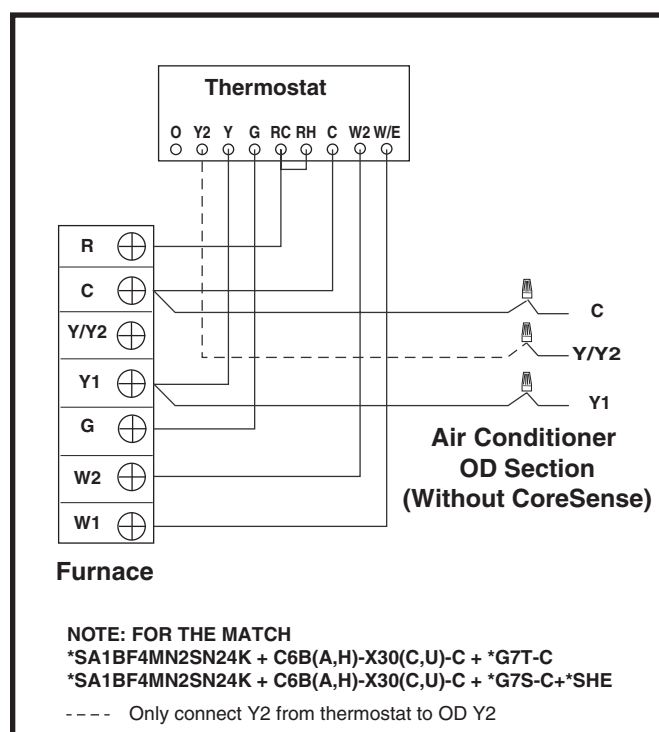 Thermostat
O Y2 Y G RC RH C W2 W/E
R
C
Y/Y2
Y1
G
W2
W1
Furnace
C
Y/Y2
Y1
Air Conditioner
OD Section
(Without CoreSense)
NOTE: FOR THE MATCH
*SA1BF4MN2SN24K + C6B(A,H)-X30(C,U)-C + *G7T-C
*SA1BF4MN2SN24K + C6B(A,H)-X30(C,U)-C + *G7S-C+*SHE
---- Only connect Y2 from thermostat to OD Y2